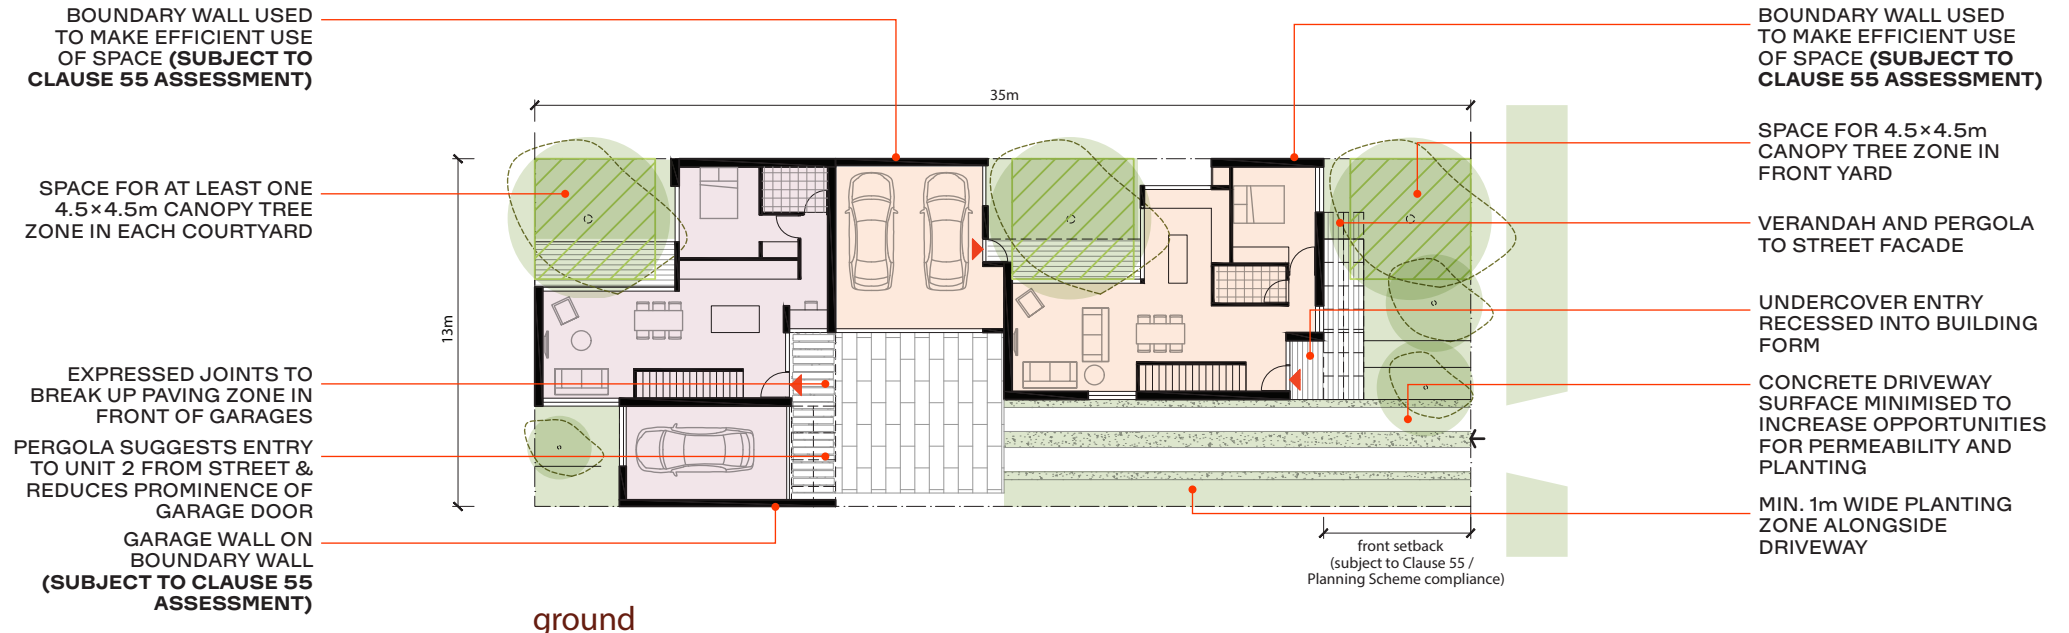 BOUNDARY WALL USED
TO MAKE EFFICIENT USE
OF SPACE (SUBJECT TO
CLAUSE 55 ASSESSMENT)
SPACE FOR AT LEAST ONE
4.5×4.5m CANOPY TREE
ZONE IN EACH COURTYARD
EXPRESSED JOINTS TO
BREAK UP PAVING ZONE IN
FRONT OF GARAGES
PERGOLA SUGGESTS ENTRY
TO UNIT 2 FROM STREET &
REDUCES PROMINENCE OF
GARAGE DOOR
GARAGE WALL ON
BOUNDARY WALL
(SUBJECT TO CLAUSE 55
ASSESSMENT)
35m
13m
front setback
(subject to Clause 55 /
Planning Scheme compliance)
ground
BOUNDARY WALL USED
TO MAKE EFFICIENT USE
OF SPACE (SUBJECT TO
CLAUSE 55 ASSESSMENT)
SPACE FOR 4.5×4.5m
CANOPY TREE ZONE IN
FRONT YARD
VERANDAH AND PERGOLA
TO STREET FACADE
UNDERCOVER ENTRY
RECESSED INTO BUILDING
FORM
CONCRETE DRIVEWAY
SURFACE MINIMISED TO
INCREASE OPPORTUNITIES
FOR PERMEABILITY AND
PLANTING
MIN. 1m WIDE PLANTING
ZONE ALONGSIDE
DRIVEWAY